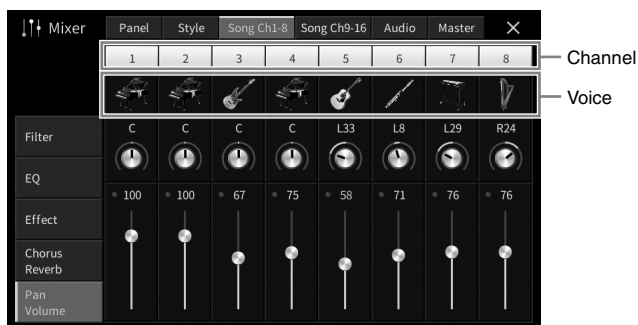 Mixer
Panel Style Song Ch1-8 Song Ch9-16 Audio Master
1 2 3 4 5 6 7 8
Channel
Voice
Filter
EQ
Effect
Chorus
Reverb
Pan
Volume
C C C C L33 L8 L29 R24
100 100 67 75 58 71 76 76